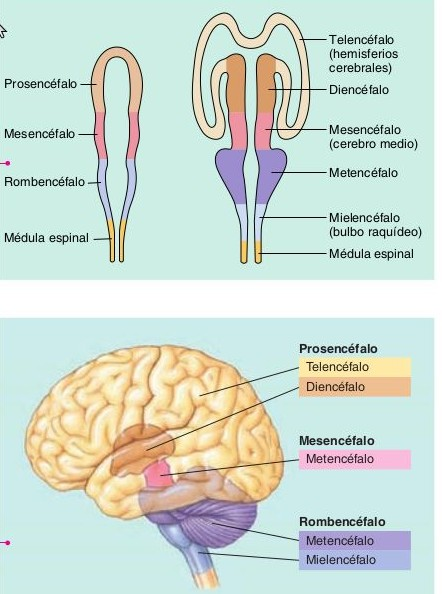 Prosencéfalo
Mesencéfalo
Rombencéfalo
Médula espinal
Telencéfalo
(hemisferios
cerebrales)
Diencéfalo
Mesencéfalo
(cerebro medio)
Metencéfalo
Mielencéfalo
(bulbo raquídeo)
Médula espinal
Prosencéfalo
Telencéfalo
Diencéfalo
Mesencéfalo
Metencéfalo
Rombencéfalo
Metencéfalo
Mielencéfalo